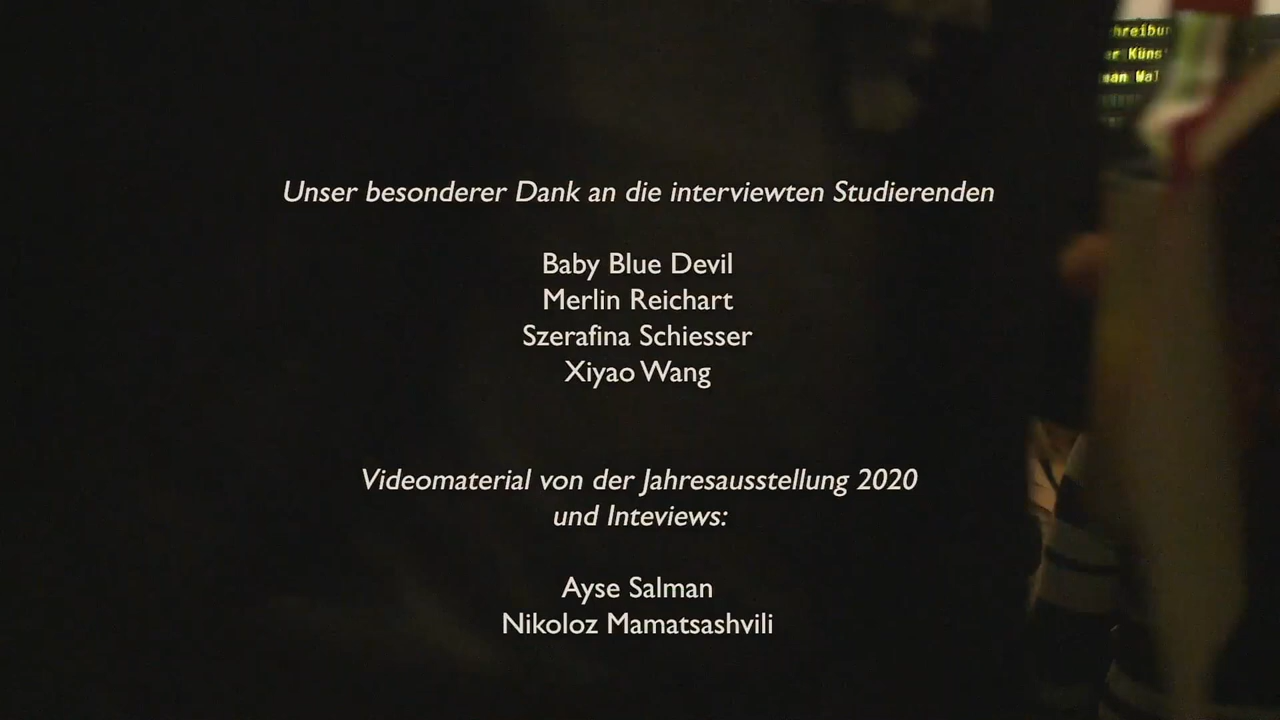 Unser besonderer Dank an die interviewten Studierenden
Baby Blue Devil
Merlin Reichart
Szerafina Schiesser
Xiyao Wang
Videomaterial von der Jahresausstellung 2020
und Inteviews:
Ayse Salman
Nikoloz Mamatsashvili